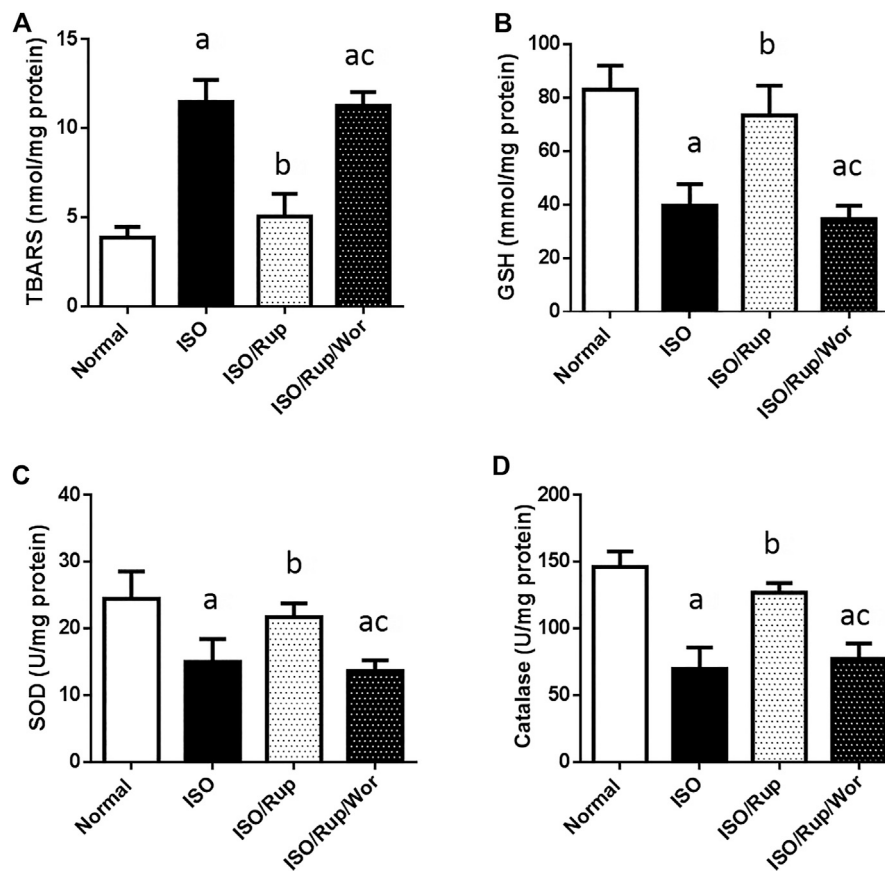 A
TBARS (nmol/mg protein)
15
10
5
0
a
b
ac
Normal
ISO
ISO/Rup
ISO/Rup/Wor
B
GSH (mmol/mg protein)
100
80
60
40
20
0
a
b
ac
Normal
ISO
ISO/Rup
ISO/Rup/Wor
C
SOD (U/mg protein)
40
30
20
10
0
a
b
ac
Normal
ISO
ISO/Rup
ISO/Rup/Wor
D
Catalase (U/mg protein)
200
150
100
50
0
a
b
ac
Normal
ISO
ISO/Rup
ISO/Rup/Wor